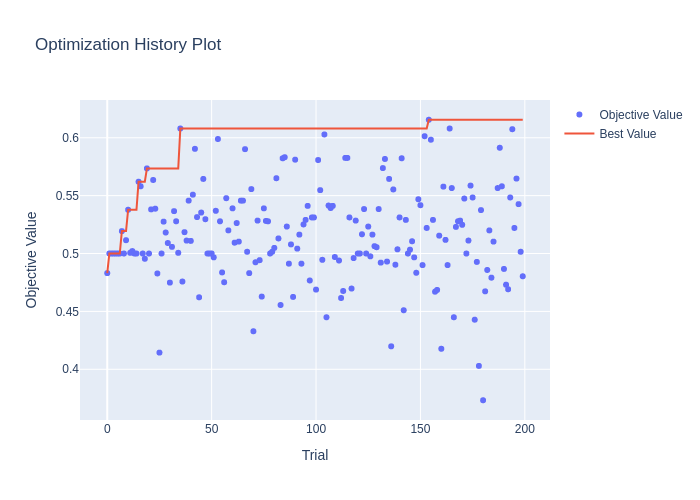 Optimization History Plot
Objective Value
Best Value
0.6
0.55
0.5
0.45
0.4
Objective Value
0
50
100
150
200
Trial